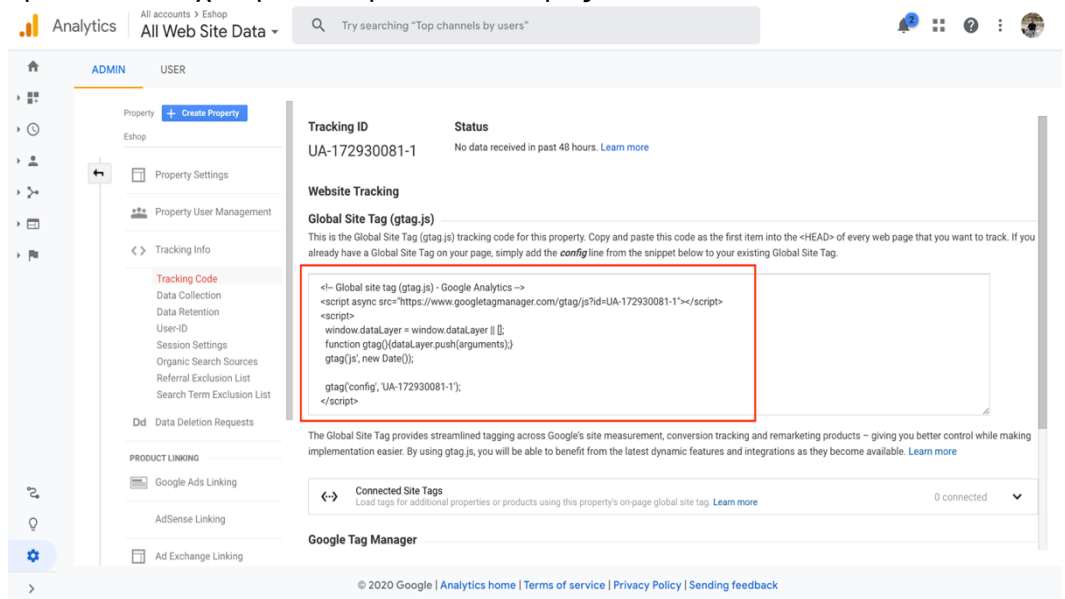 All accounts > Eshop
Analytics
All Web Site Data
Try searching “Top channels by users”
2
ADMIN
USER
Property
+ Create Property
Eshop
Property Settings
Property User Management
<> Tracking Info
Tracking Code
Data Collection
Data Retention
User-ID
Session Settings
Organic Search Sources
Referral Exclusion List
Search Term Exclusion List
Dd Data Deletion Requests
PRODUCT LINKING
Google Ads Linking
AdSense Linking
Ad Exchange Linking
Tracking ID
Status
UA-172930081-1
No data received in past 48 hours. Learn more
Website Tracking
Global Site Tag (gtag.js)
This is the Global Site Tag (gtag.js) tracking code for this property. Copy and paste this code as the first item into the <HEAD> of every web page that you want to track. If you
already have a Global Site Tag on your page, simply add the config line from the snippet below to your existing Global Site Tag.
<!-- Global site tag (gtag.js) - Google Analytics -->
<script async src="https://www.googletagmanager.com/gtag/js?id=UA-172930081-1"></script>
<script>
window.dataLayer = window.dataLayer || [];
function gtag(){dataLayer.push(arguments);}
gtag('js', new Date());
gtag('config', 'UA-172930081-1');
</script>
The Global Site Tag provides streamlined tagging across Google's site measurement, conversion tracking and remarketing products – giving you better control while making
implementation easier. By using gtag.js, you will be able to benefit from the latest dynamic features and integrations as they become available. Learn more
Connected Site Tags
Load tags for additional properties or products using this property's on-page global site tag. Learn more
0 connected
Google Tag Manager
© 2020 Google | Analytics home | Terms of service | Privacy Policy | Sending feedback